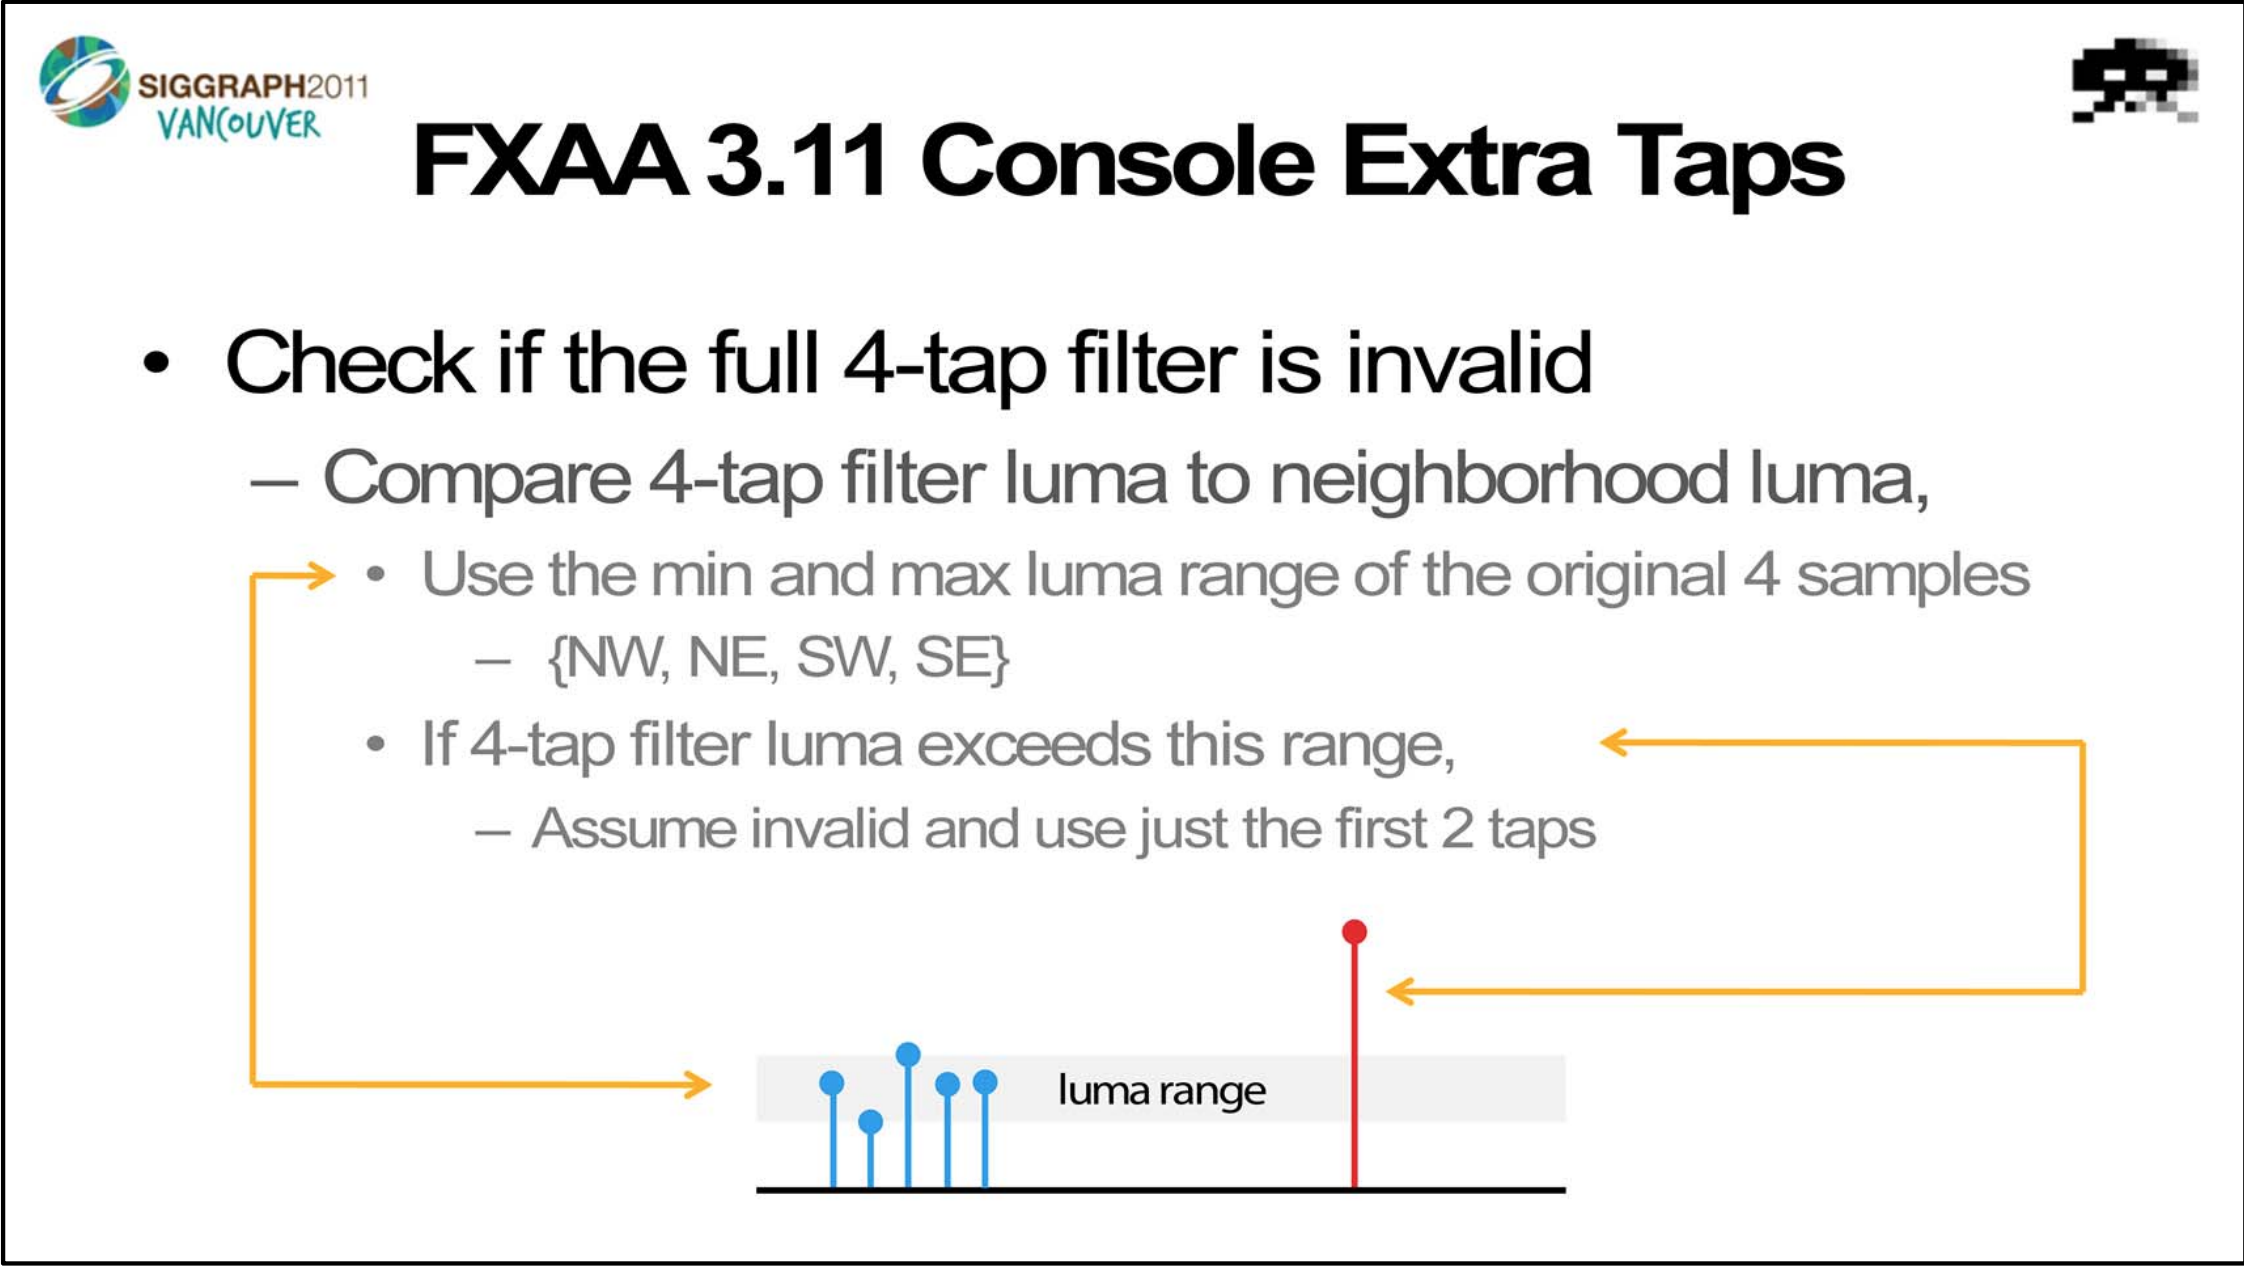 SIGGRAPH2011
VANCOUVER
FXAA 3.11 Console Extra Taps
• Check if the full 4-tap filter is invalid
– Compare 4-tap filter luma to neighborhood luma,
• Use the min and max luma range of the original 4 samples
– {NW, NE, SW, SE}
• If 4-tap filter luma exceeds this range,
– Assume invalid and use just the first 2 taps
luma range